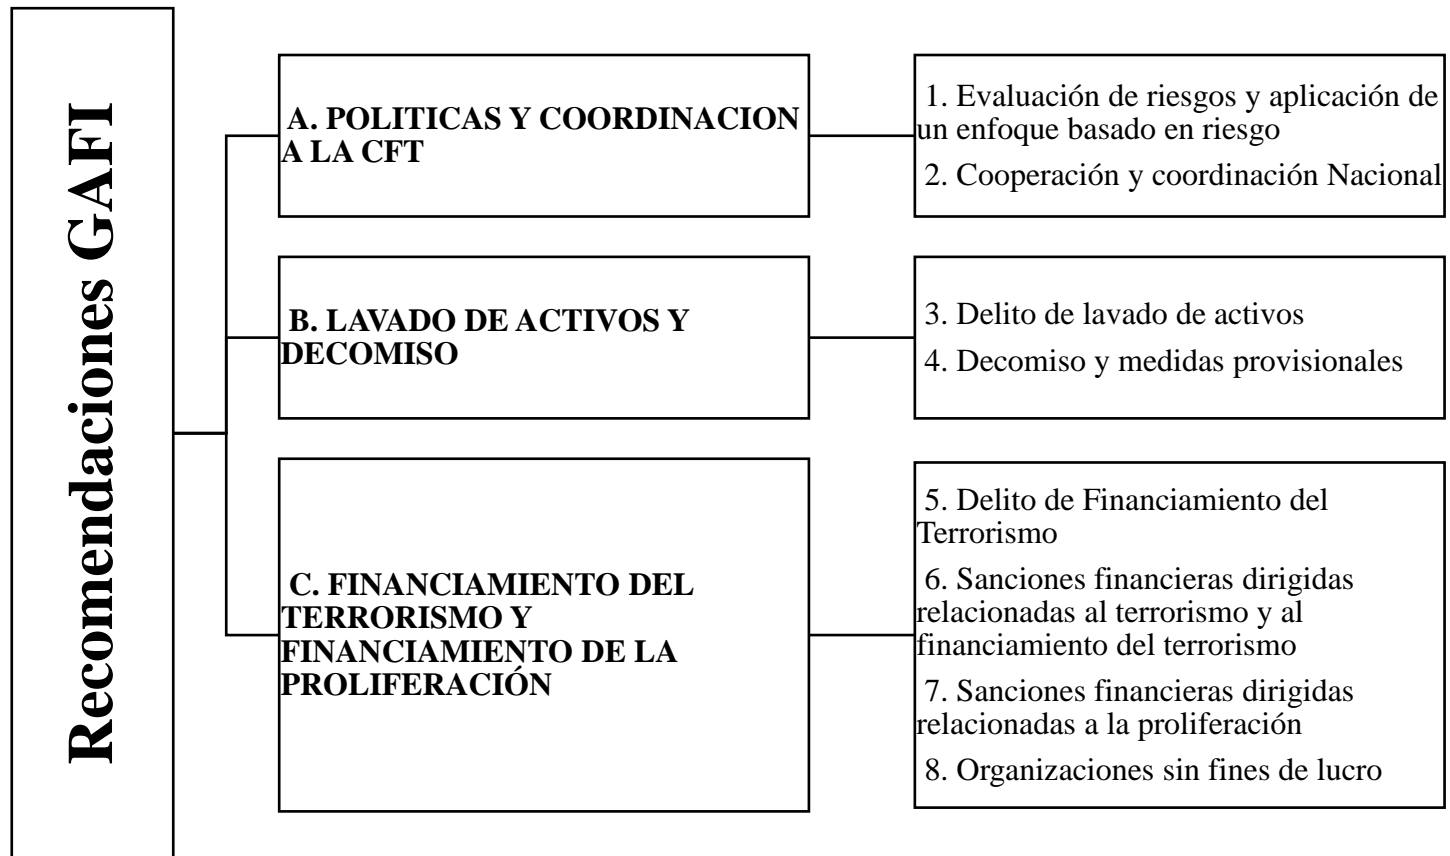 Recomendaciones GAFI
A. POLITICAS Y COORDINACION
A LA CFT
1. Evaluación de riesgos y aplicación de
un enfoque basado en riesgo
2. Cooperación y coordinación Nacional
B. LAVADO DE ACTIVOS Y
DECOMISO
3. Delito de lavado de activos
4. Decomiso y medidas provisionales
C. FINANCIAMIENTO DEL
TERRORISMO Y
FINANCIAMIENTO DE LA
PROLIFERACIÓN
5. Delito de Financiamiento del
Terrorismo
6. Sanciones financieras dirigidas
relacionadas al terrorismo y al
financiamiento del terrorismo
7. Sanciones financieras dirigidas
relacionadas a la proliferación
8. Organizaciones sin fines de lucro